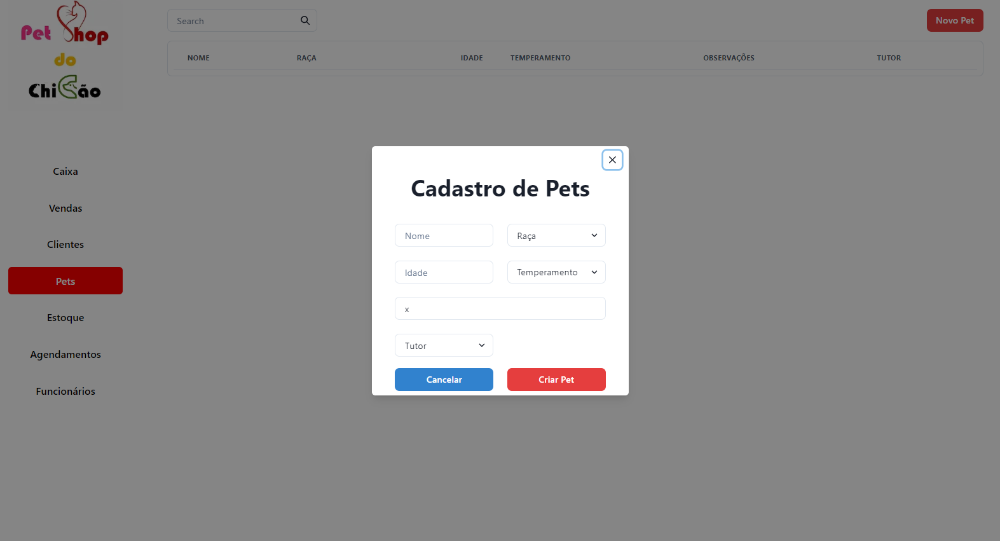 Pet Shop
do
ChiCão
Search
Novo Pet
NOME RAÇA IDADE TEMPERAMENTO OBSERVAÇÕES TUTOR
Caixa
Vendas
Clientes
Pets
Estoque
Agendamentos
Funcionários
Cadastro de Pets
Nome Raça
Idade Temperamento
x
Tutor
Cancelar Criar Pet